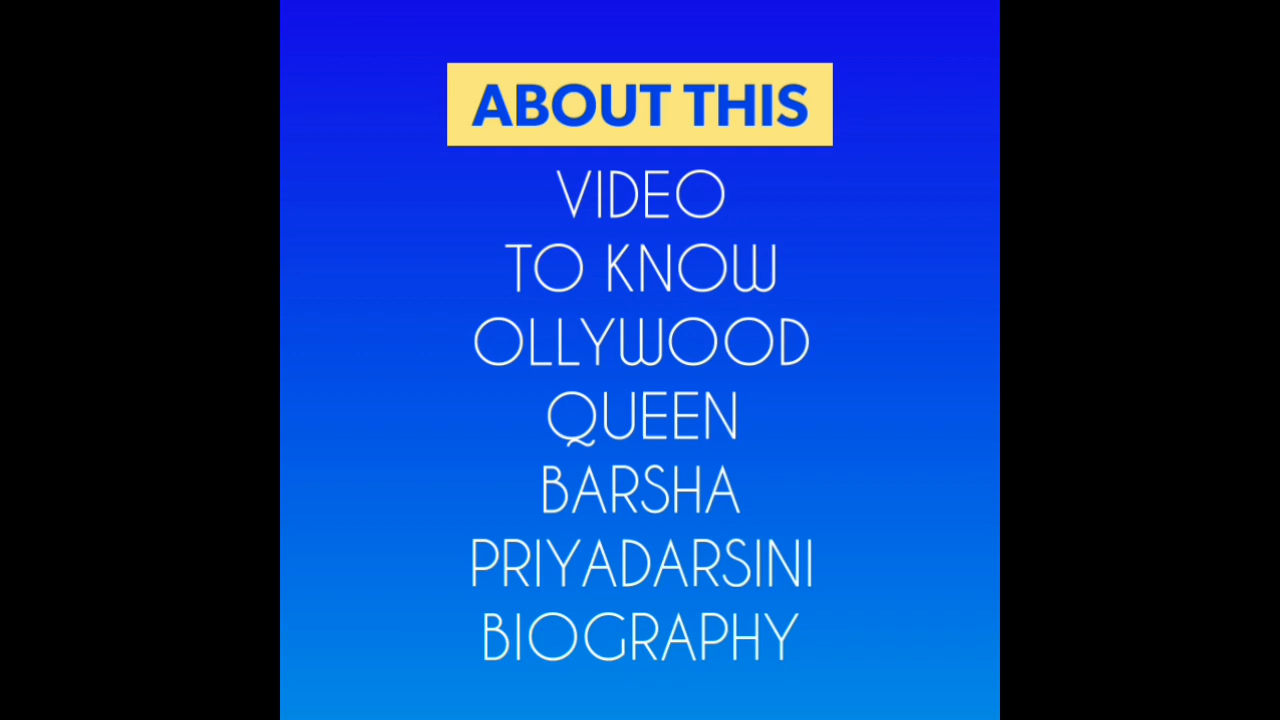 ABOUT THIS
VIDEO
TO KNOW
OLLYWOOD
QUEEN
BARSHA
PRIYADARSINI
BIOGRAPHY